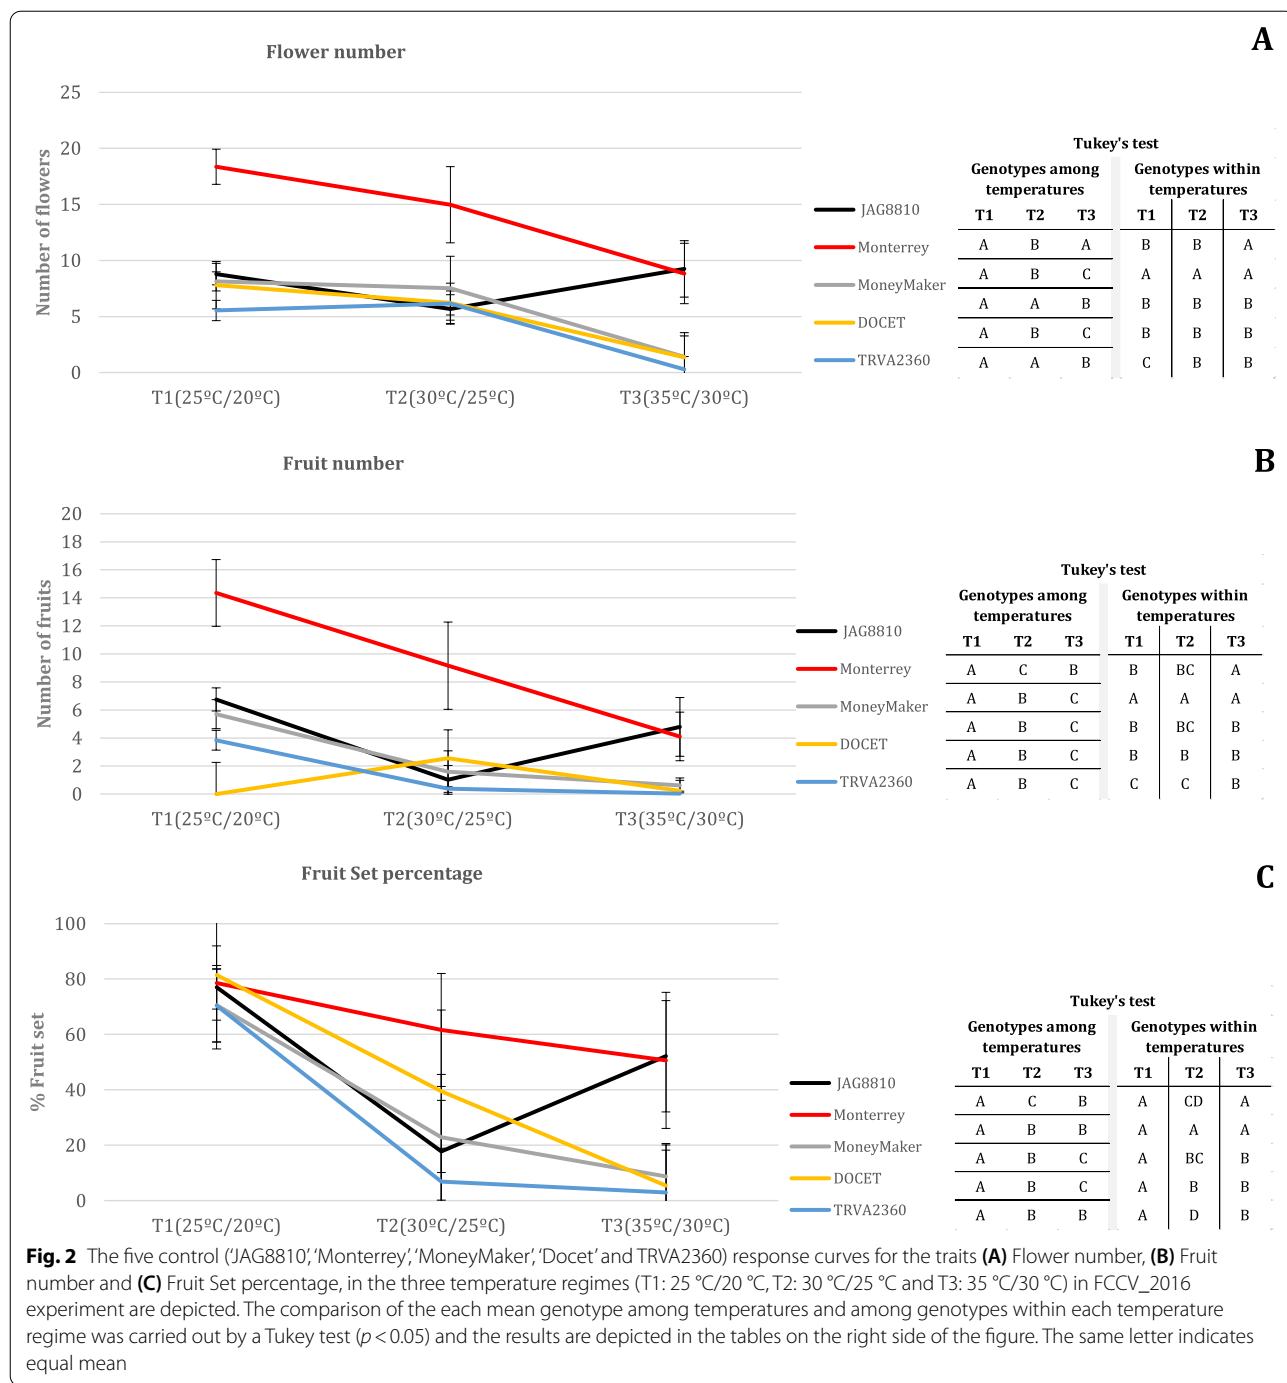 A
Flower number
Number of flowers
25
20
15
10
5
0
T1(25ºC/20ºC) T2(30ºC/25ºC) T3(35ºC/30ºC)
JAG8810
Monterrey
MoneyMaker
DOCET
TRVA2360
Tukey's test
Genotypes among temperatures Genotypes within temperatures
T1 T2 T3 T1 T2 T3
A B A B B A
A B C A A A
A A B B B B
A B C B B B
A A B C B B
B
Fruit number
Number of fruits
20
18
16
14
12
10
8
6
4
2
0
T1(25ºC/20ºC) T2(30ºC/25ºC) T3(35ºC/30ºC)
JAG8810
Monterrey
MoneyMaker
DOCET
TRVA2360
Tukey's test
Genotypes among temperatures Genotypes within temperatures
T1 T2 T3 T1 T2 T3
A C B B BC A
A B C A A A
A B C B BC B
A B C B B B
A B C C C B
C
Fruit Set percentage
% Fruit set
100
80
60
40
20
0
T1(25ºC/20ºC) T2(30ºC/25ºC) T3(35ºC/30ºC)
JAG8810
Monterrey
MoneyMaker
DOCET
TRVA2360
Tukey's test
Genotypes among temperatures Genotypes within temperatures
T1 T2 T3 T1 T2 T3
A C B A CD A
A B B A A A
A B C A BC B
A B C A B B
A B B A D B
Fig. 2 The five control (‘JAG8810’, ‘Monterrey’, ‘MoneyMaker’, ‘Docet’ and TRVA2360) response curves for the traits (A) Flower number, (B) Fruit
number and (C) Fruit Set percentage, in the three temperature regimes (T1: 25 °C/20 °C, T2: 30 °C/25 °C and T3: 35 °C/30 °C) in FCCV_2016
experiment are depicted. The comparison of the each mean genotype among temperatures and among genotypes within each temperature
regime was carried out by a Tukey test (p < 0.05) and the results are depicted in the tables on the right side of the figure. The same letter indicates
equal mean